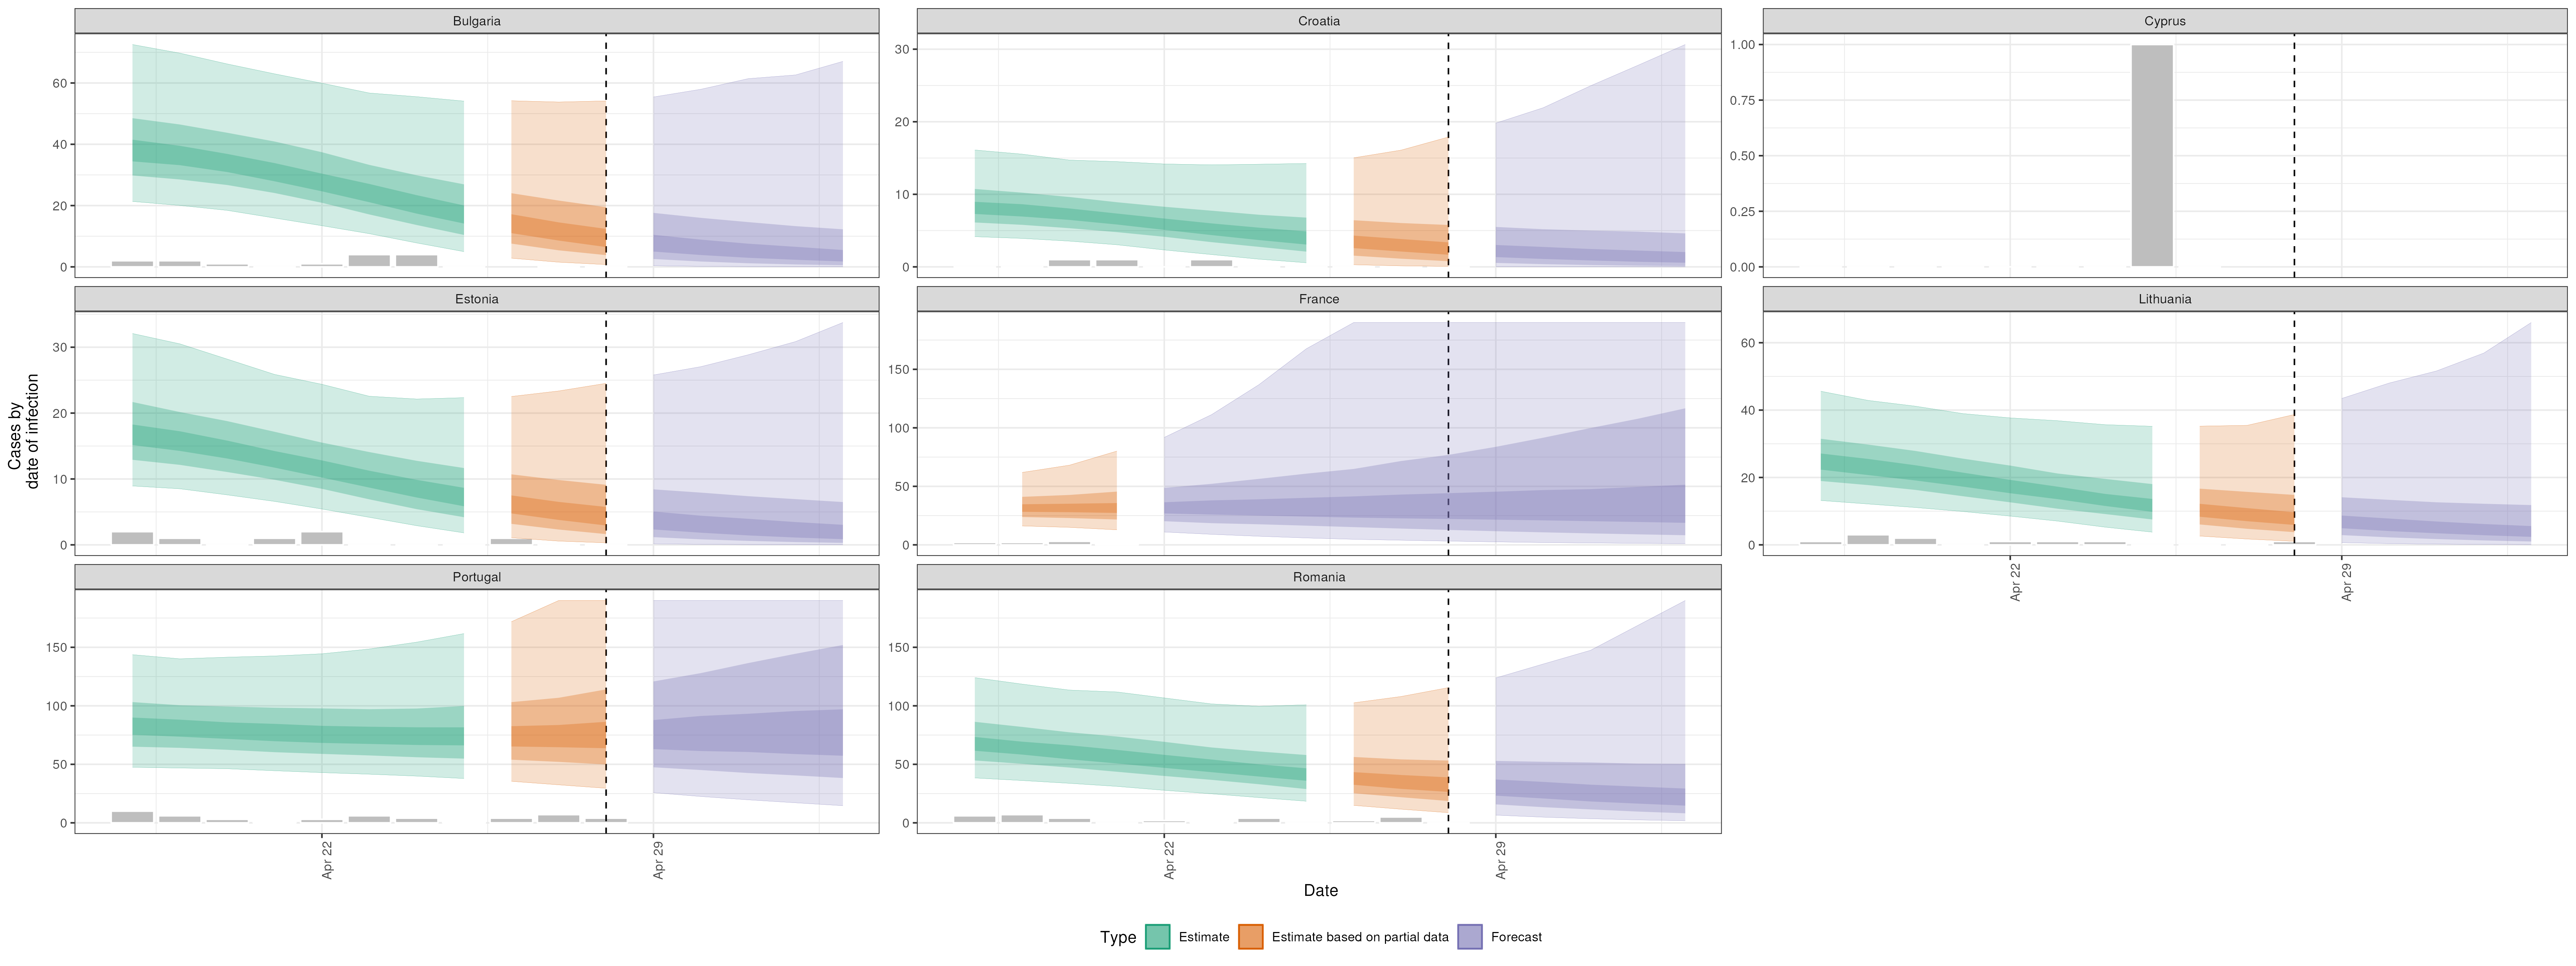 Bulgaria
Croatia
Cyprus
60
40
20
0
30
20
10
0
1.00
0.75
0.50
0.25
0.00
Estonia
France
Lithuania
30
20
10
0
150
100
50
0
60
40
20
0
Apr 22
Apr 29
Cases by
date of infection
Portugal
Romania
150
100
50
0
150
100
50
0
Apr 22
Apr 29
Apr 22
Apr 29
Date
Type
Estimate
Estimate based on partial data
Forecast